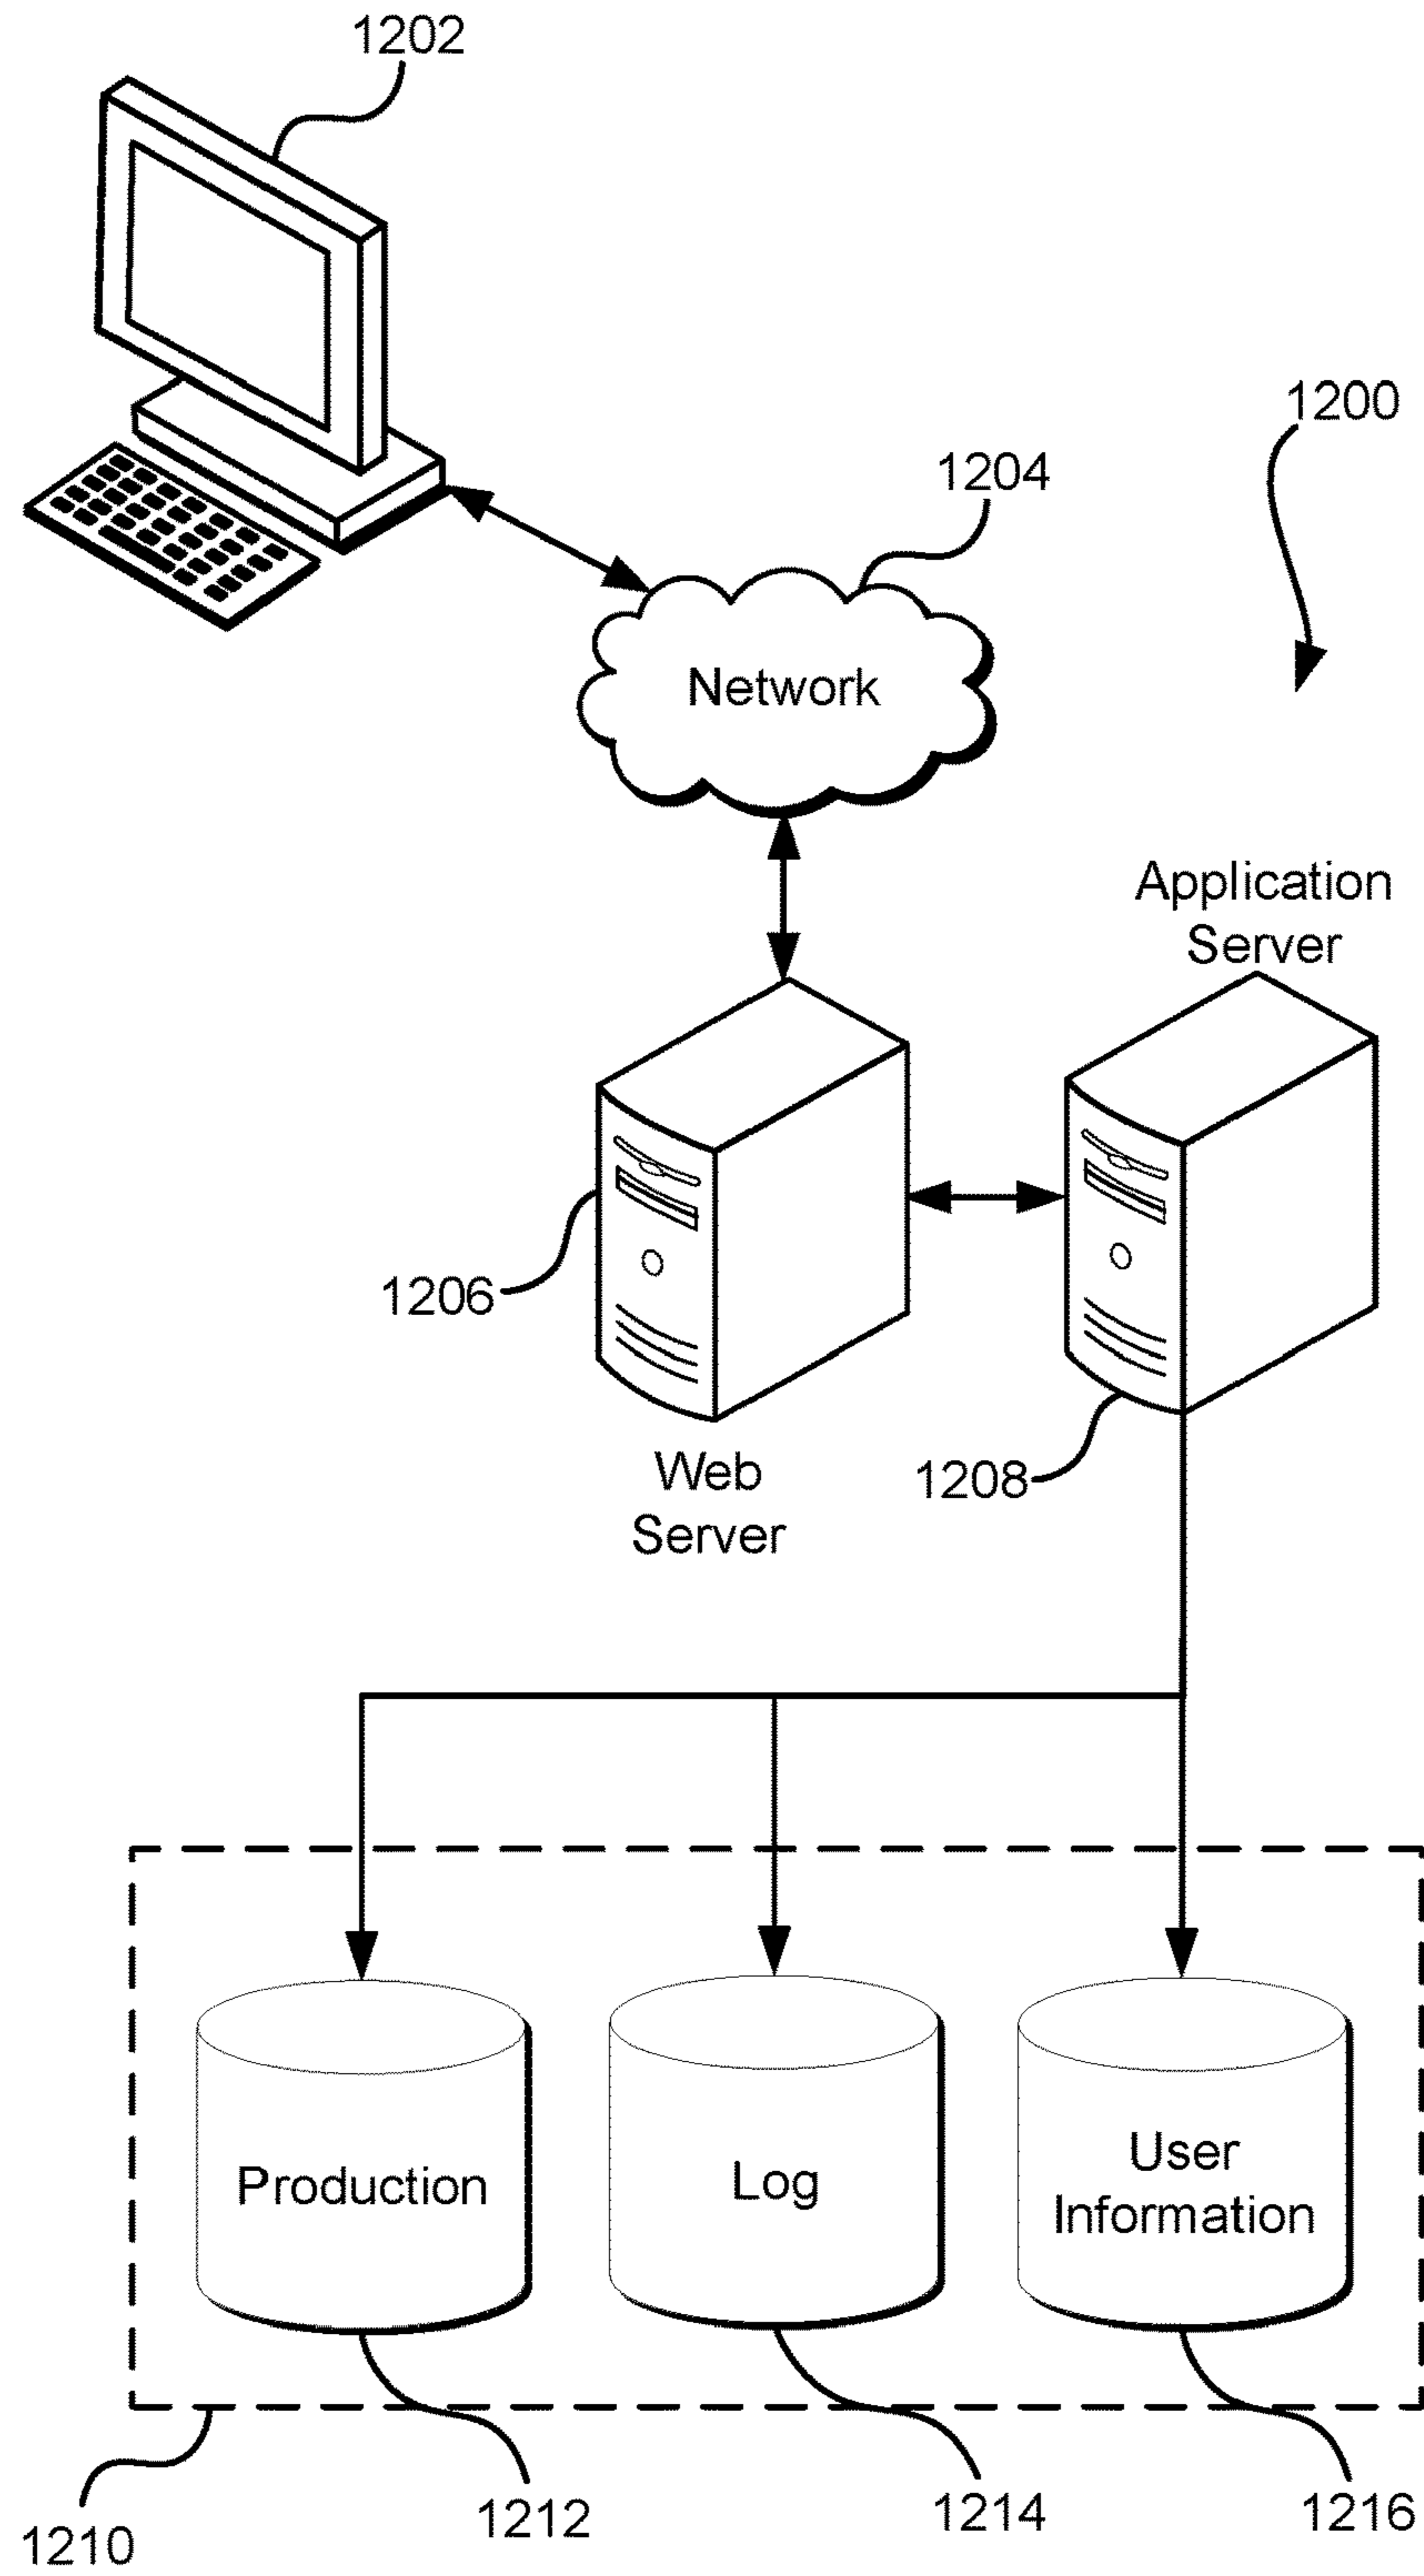 1202
1200
1204
Network
Application
Server
1206
Web
Server
1208
Production
Log
User
Information
1210
1212
1214
1216